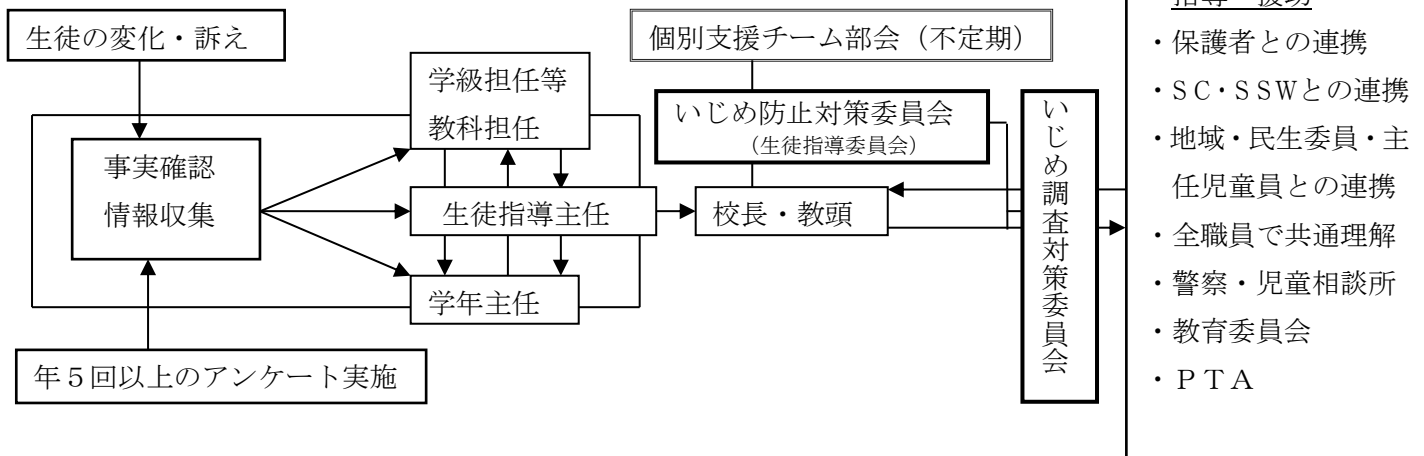 生徒の変化・訴え
事実確認
情報収集
年５回以上のアンケート実施
学級担任等
教科担任
生徒指導主任
学年主任
個別支援チーム部会（不定期）
いじめ防止対策委員会
（生徒指導委員会）
校長・教頭
いじめ調査対策委員会
・保護者との連携
・SC・SSWとの連携
・地域・民生委員・主
任児童員との連携
・全職員で共通理解
・警察・児童相談所
・教育委員会
・ＰＴＡ